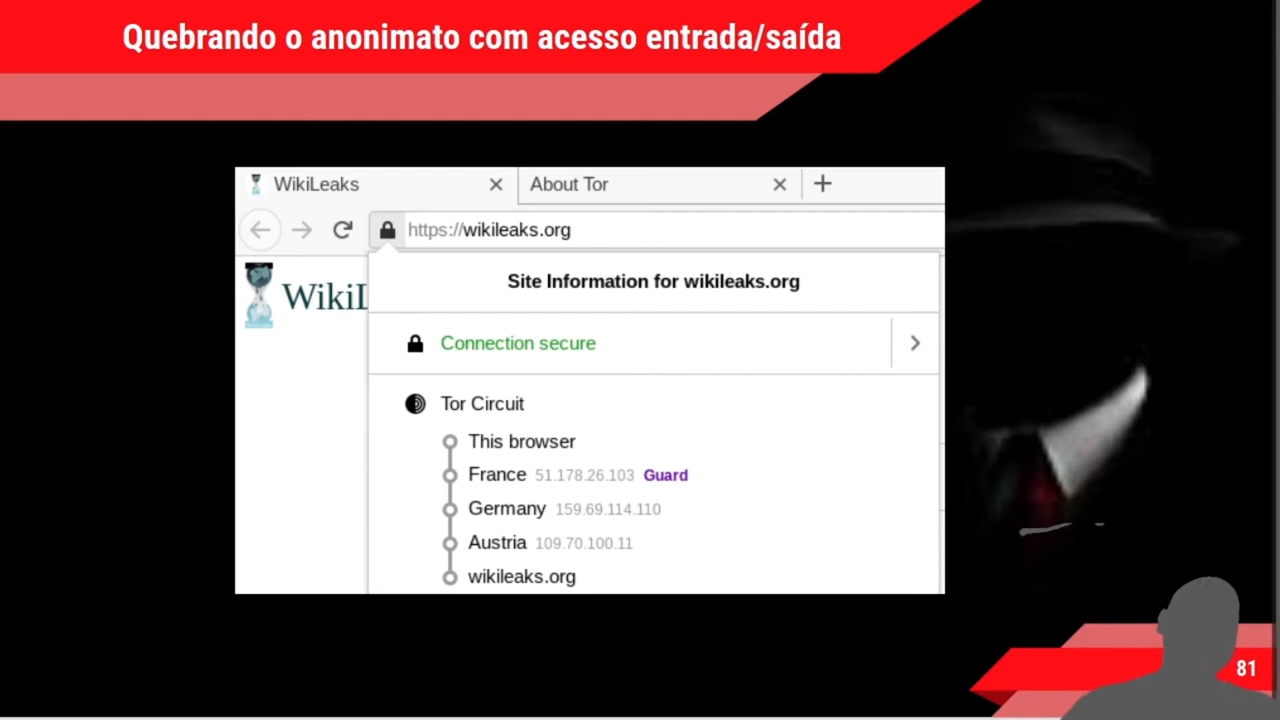 Quebrando o anonimato com acesso entrada/saída
WikiLeaks
About Tor
https://wikileaks.org
WikiL
Site Information for wikileaks.org
Connection secure
Tor Circuit
This browser
France 51.178.26.103 Guard
Germany 159.69.114.110
Austria 109.70.100.11
wikileaks.org
81